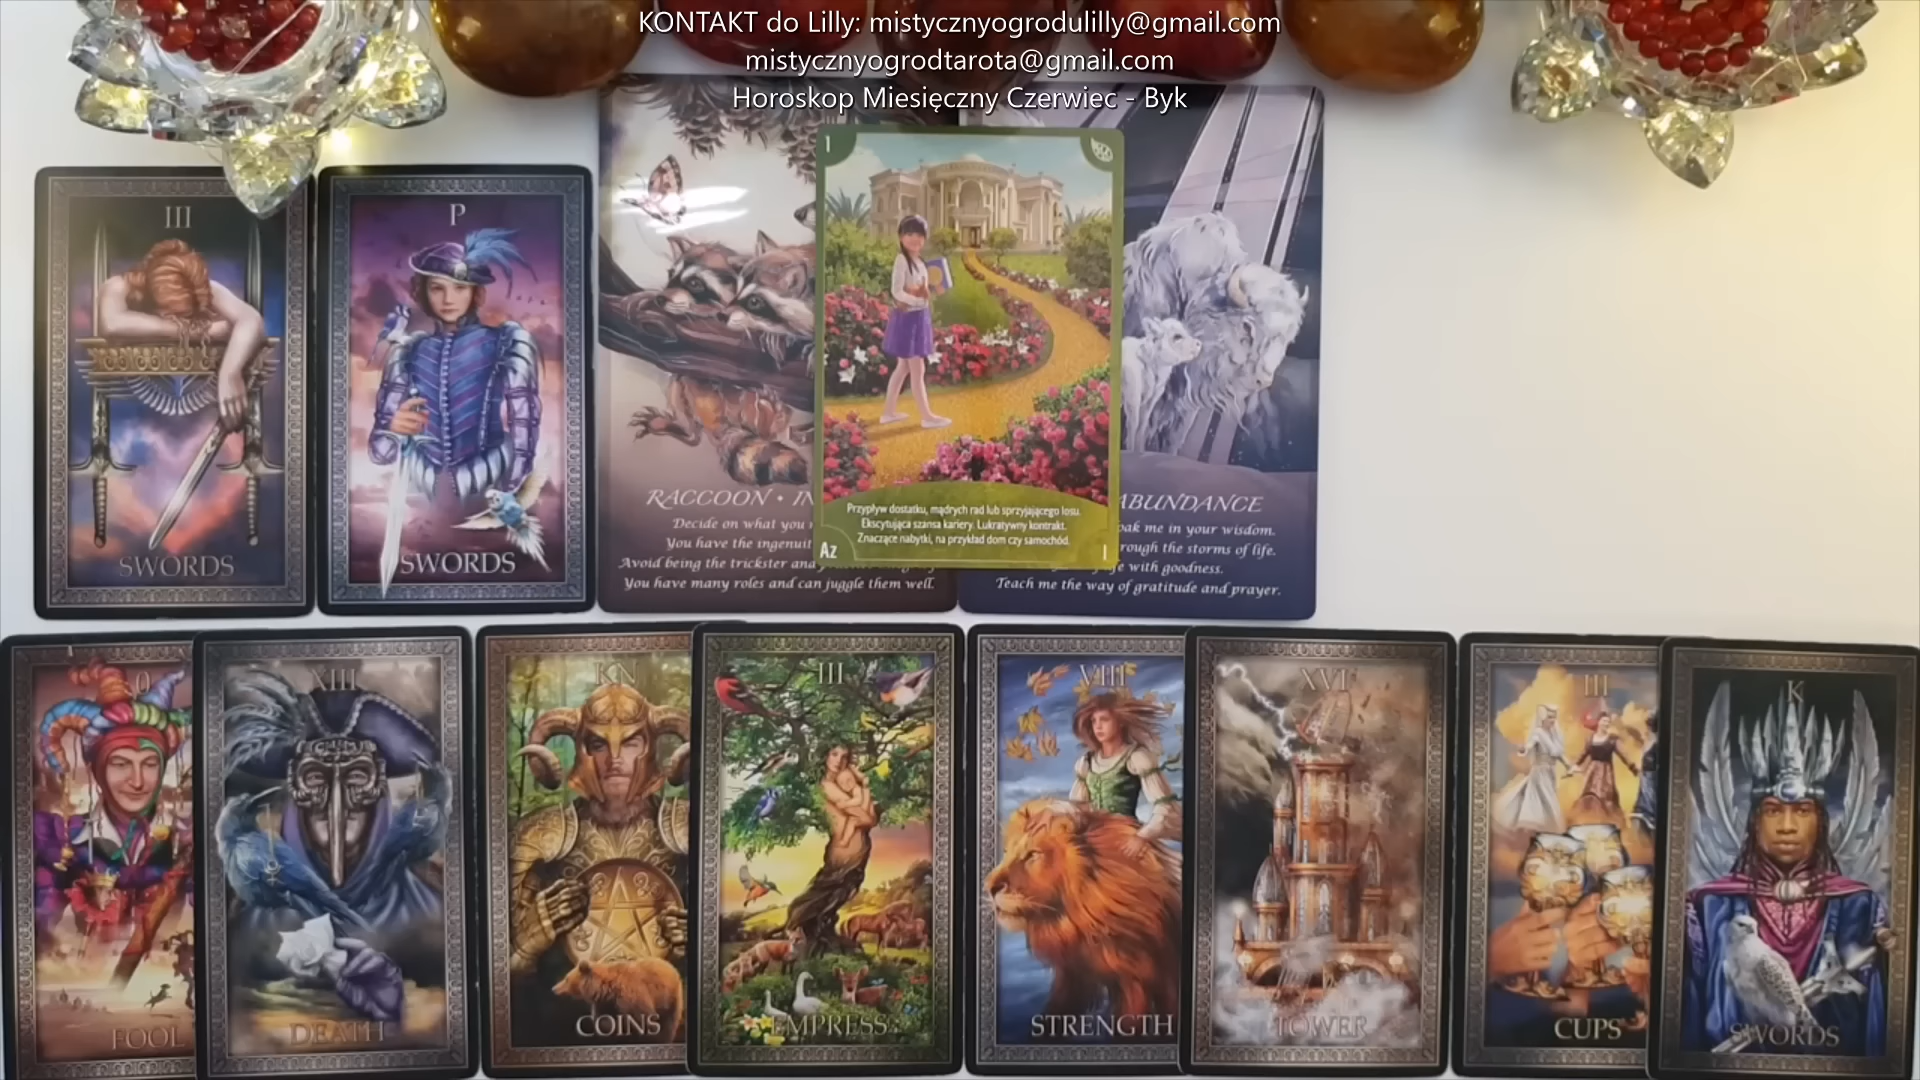 KONTAKT do Lilly: mistycznyogrodulilly@gmail.com
mistycznyogrodtarota@gmail.com
Horoskop Miesięczny Czerwiec - Byk
III
SWORDS
P
SWORDS
RACCOON •
Decide on what you
You have the
Avoid being the trickster and
You have many roles and can juggle them well.
1
Przypływ dostatku, mądrych rad lub sprzyjającego losu.
Ekscytująca szansa kariery. Lukratywny kontrakt.
Znaczące nabytki, na przykład dom czy samochód.
Az
I
ABUNDANCE
me in your wisdom.
the storms of life.
with goodness.
Teach me the way of gratitude and prayer.
0
FOOL
XIII
DEATH
KN
COINS
III
EMPRESS
VIII
STRENGTH
XVI
TOWER
III
CUPS
K
SWORDS